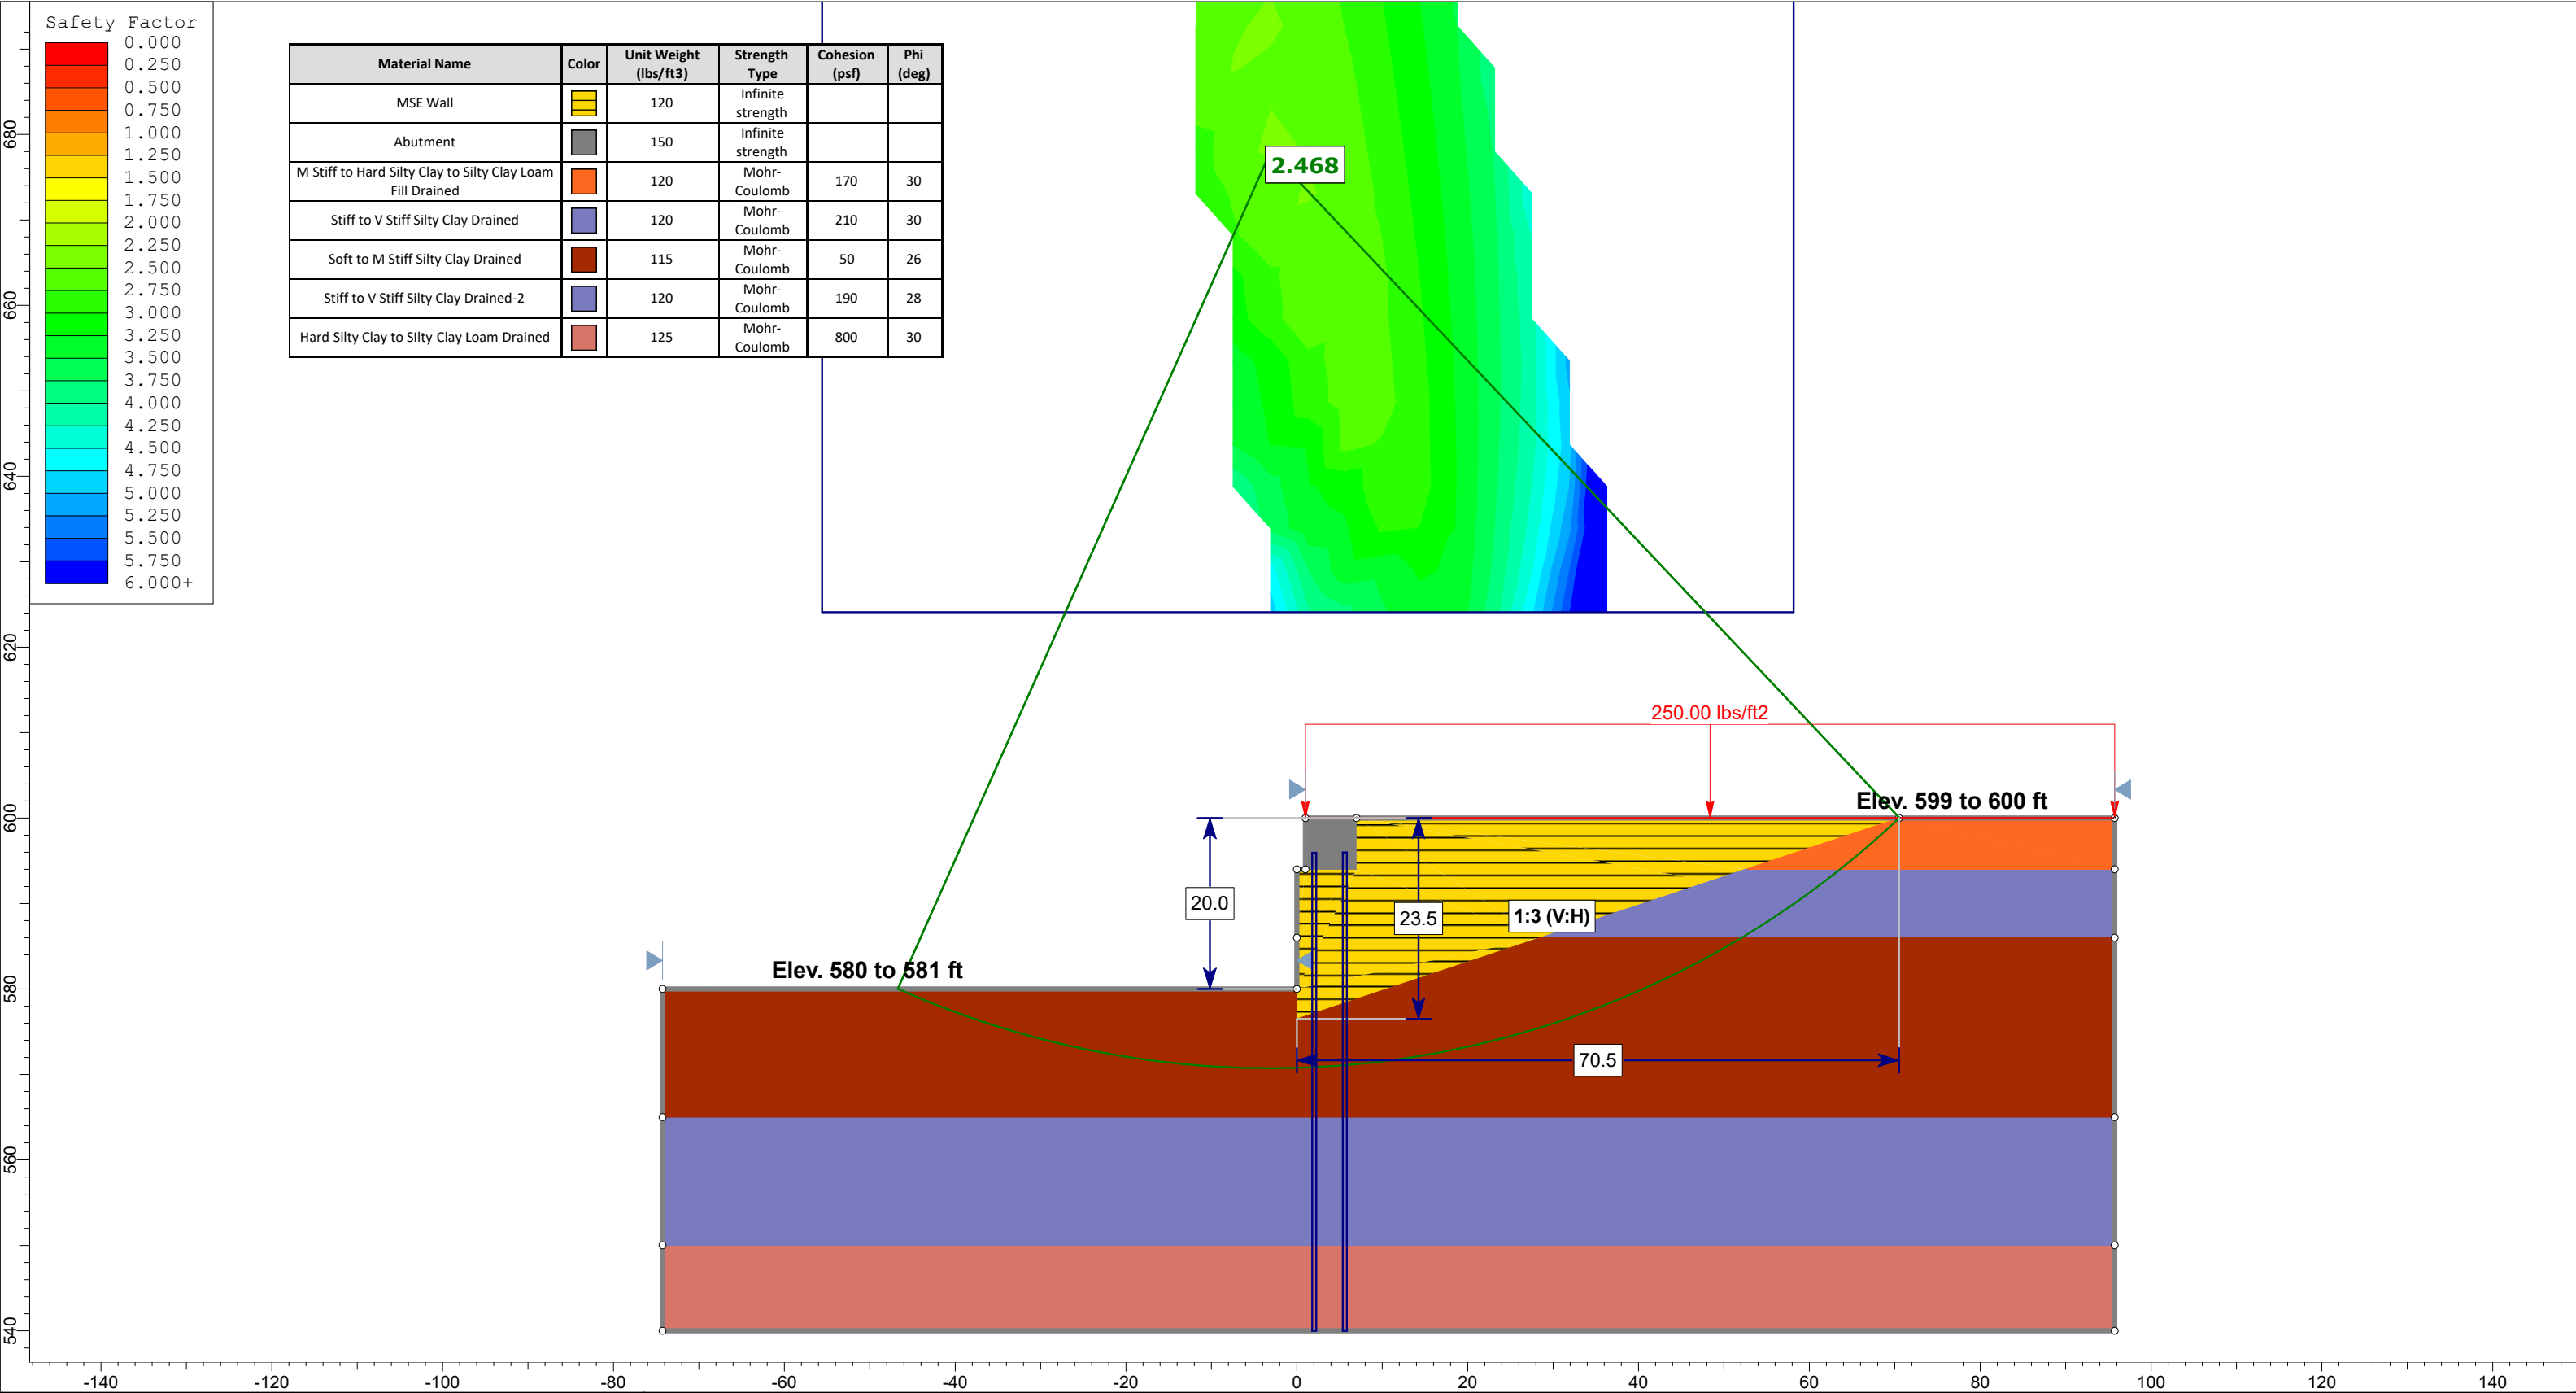 Safety Factor
0.000
0.250
0.500
0.750
1.000
1.250
1.500
1.750
2.000
2.250
2.500
2.750
3.000
3.250
3.500
3.750
4.000
4.250
4.500
4.750
5.000
5.250
5.500
5.750
6.000+
Material Name Color Unit Weight (lbs/ft3) Strength Type Cohesion (psf) Phi (deg)
MSE Wall 120 Infinite strength
Abutment 150 Infinite strength
M Stiff to Hard Silty Clay to Silty Clay Loam Fill Drained 120 Mohr-Coulomb 170 30
Stiff to V Stiff Silty Clay Drained 120 Mohr-Coulomb 210 30
Soft to M Stiff Silty Clay Drained 115 Mohr-Coulomb 50 26
Stiff to V Stiff Silty Clay Drained-2 120 Mohr-Coulomb 190 28
Hard Silty Clay to SIlty Clay Loam Drained 125 Mohr-Coulomb 800 30
2.468
250.00 lbs/ft2
Elev. 599 to 600 ft
20.0
23.5
1:3 (V:H)
Elev. 580 to 581 ft
70.5
680
660
640
620
600
580
560
540
-140 -120 -100 -80 -60 -40 -20 0 20 40 60 80 100 120 140